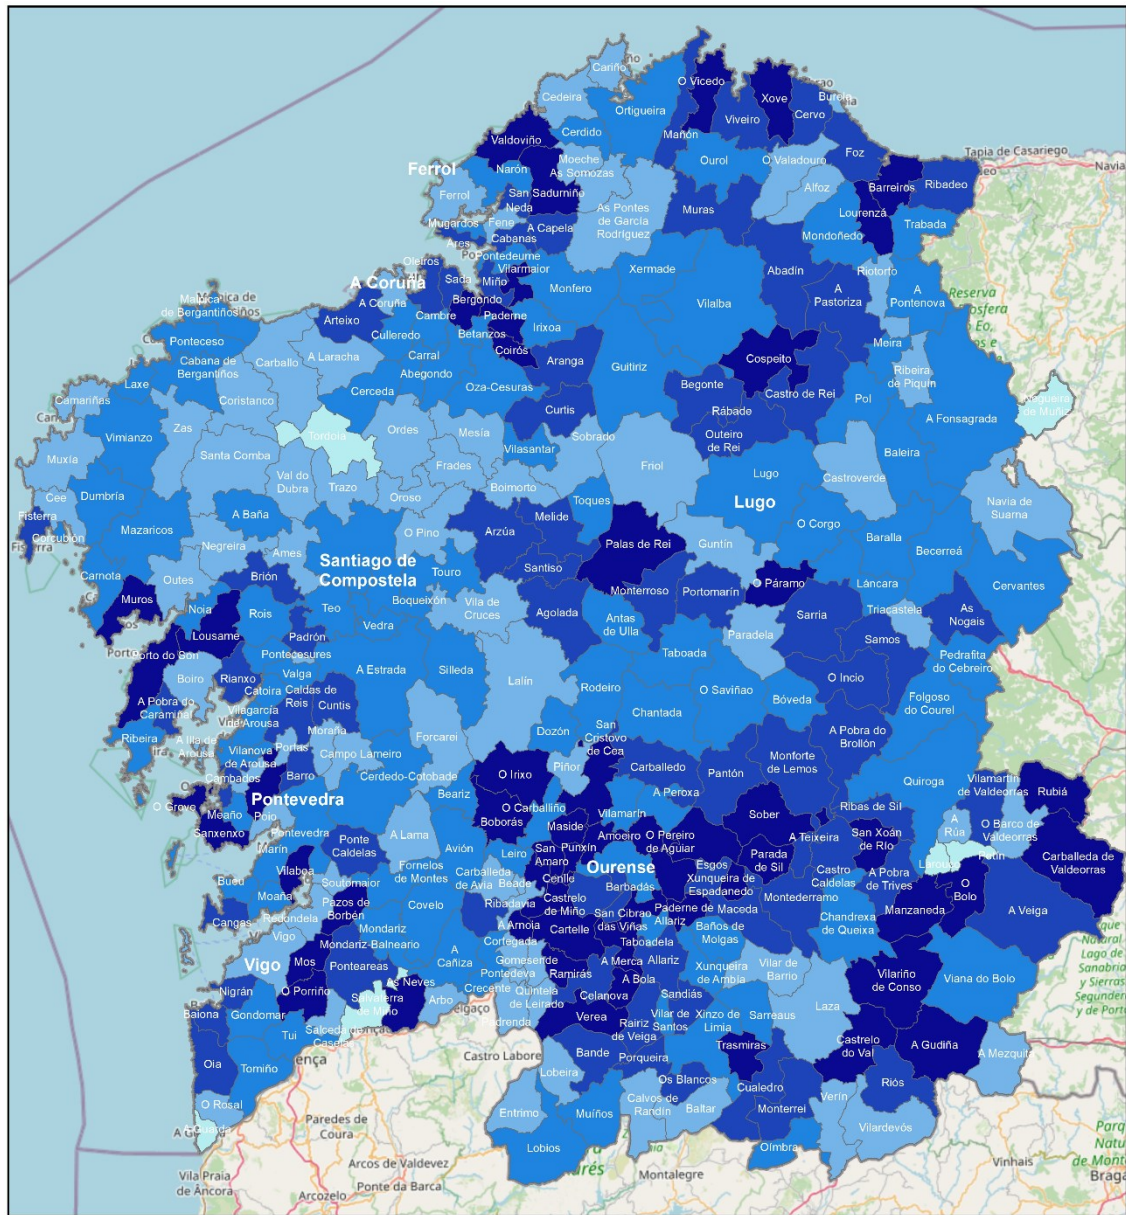 Cariño
O Vicedo
Cedeira
Ortigueira
Xove
Burela
Viveiro
Cervo
Cerdido
Mañón
Valdoviño
Tapia de Casariego
Navia
Moeche
As Somozas
Ourol
O Valadouro
Foz
Ferrol
Narón
Barreiros
Ribadeo
Ferrol
San Sadurniño
Alfoz
Neda
As Pontes
de García
Rodríguez
Muras
Lourenzá
Trabada
Mugardos
Fene
A Capela
Mondoñedo
Cabanas
Ares
Oleiros
Pontedeume
Vilarmaior
Xermade
Abadín
Riotorto
A Coruña
Sada
Miño
Monfero
A
Pastoriza
A
Pontenova
Malpica
de Bergantiños
A Coruña
Bergondo
Vilalba
Arteixo
Cambre
Paderne
Ponteceso
Culleredo
Betanzos
Irixoa
Meira
Cabana de
Bergantiños
Carballo
A Laracha
Carral
Coirós
Aranga
Cospeito
Ribeira
de Piquín
Laxe
Abegondo
Guitiriz
Camariñas
Cerceda
Oza-Cesuras
Begonte
Castro de Rei
Pol
Negueira
de Muñiz
Coristanco
Curtis
Rábade
A Fonsagrada
Vimianzo
Zas
Tordoia
Ordes
Mesía
Sobrado
Outeiro
de Rei
Vilasantar
Baleira
Muxía
Santa Comba
Frades
Friol
Lugo
Castroverde
Val do
Dubra
Trazo
Boimorto
Cee
Dumbría
Oroso
Toques
Lugo
Navia de
Suarna
Fisterra
A Baña
Melide
Mazaricos
O Pino
Arzúa
O Corgo
Corcubión
Palas de Rei
Guntín
Baralla
Negreira
Ames
Santiago de
Compostela
Becerreá
Carnota
Outes
Brión
Touro
Santiso
O Páramo
Láncara
Cervantes
Muros
Monterroso
Portomarín
Noia
Rois
Teo
Boqueixón
Vila de
Cruces
Agolada
Sarria
Triacastela
As
Nogais
Lousame
Vedra
Antas
de Ulla
Paradela
Samos
Padrón
Porto do Son
Pontecesures
Taboada
Pedrafita
do Cebreiro
Boiro
Rianxo
Valga
A Estrada
Silleda
Lalín
O Incio
Catoira
Caldas de
Reis
Rodeiro
O Saviñao
Bóveda
Folgoso
do Courel
A Pobra do
Caramiñal
Vilagarcía
de Arousa
Cuntis
Chantada
Moraña
Forcarei
San
Cristovo
de Cea
A Pobra do
Brollón
Ribeira
A Illa de
Arousa
Vilanova
de Arousa
Portas
Campo Lameiro
Dozón
Monforte
de Lemos
Cambados
Barro
Cerdedo-Cotobade
O Irixo
Piñor
Carballedo
Pantón
Quiroga
Vilamartín
de Valdeorras
Rubiá
O Grove
Meaño
Pontevedra
Beariz
O Carballiño
A Peroxa
Poio
Boborás
Vilamarín
Sober
Ribas de Sil
A
Rúa
O Barco de
Valdeorras
Sanxenxo
Pontevedra
Ponte
Caldelas
A Lama
Maside
Marín
Avión
Amoeiro
O Pereiro
de Aguiar
A Teixeira
San Xoán
de Río
Petín
San
Amaro
Punxín
Leiro
Vilaboa
Fornelos
de Montes
Ourense
Esgos
Parada
de Sil
Larouco
Carballeda de
Valdeorras
Bueu
Soutomaior
Carballeda
de Avia
Cenlle
Xunqueira de
Espadanedo
Castro
Caldelas
A Pobra
de Trives
O
Bolo
Moaña
Pazos de
Borbén
Covelo
Beade
Barbadás
Redondela
Ribadavia
Castrelo
de Miño
Montederramo
Manzaneda
Cangas
San Cibrao
das Viñas
Paderne de
Allariz
Maceda
A Veiga
Vigo
Mondariz
A Arnoia
Cartelle
Chandrexa
de Queixa
Mondariz-Balneario
Cortegada
Taboadela
Baños de
Molgas
Vigo
Mos
Ponteareas
A
Cañiza
Gomesende
A Merca
Allariz
Vilar de
Barrio
Vilariño
de Conso
Viana do Bolo
As Neves
Pontedeva
Ramirás
A Bola
Xunqueira
de Ambía
Nigrán
O Porriño
Salvaterra
de Miño
Arbo
Crecente
Quintela
de Leirado
Celanova
Sandiás
Laza
Baiona
Gondomar
Padrenda
Verea
Vilar de
Santos
Xinzo de
Limia
Sarreaus
Tui
Salceda de
Caselas
Rairiz
de Veiga
Castrelo
do Val
A Gudiña
A Mezquita
Castro Labore
Trasmiras
Oia
Tomiño
Bande
Porqueira
Lobeira
Os Blancos
Cualedro
Riós
O Rosal
Entrimo
Muíños
Calvos de
Randín
Baltar
Monterrei
Verín
Vilardevós
A Guarda
Paredes de
Coura
Lobios
Oímbra
Arcos de Valdevez
Ponte da Barca
Montalegre
Vinhais
Vila Praia
de Âncora
Arcozelo